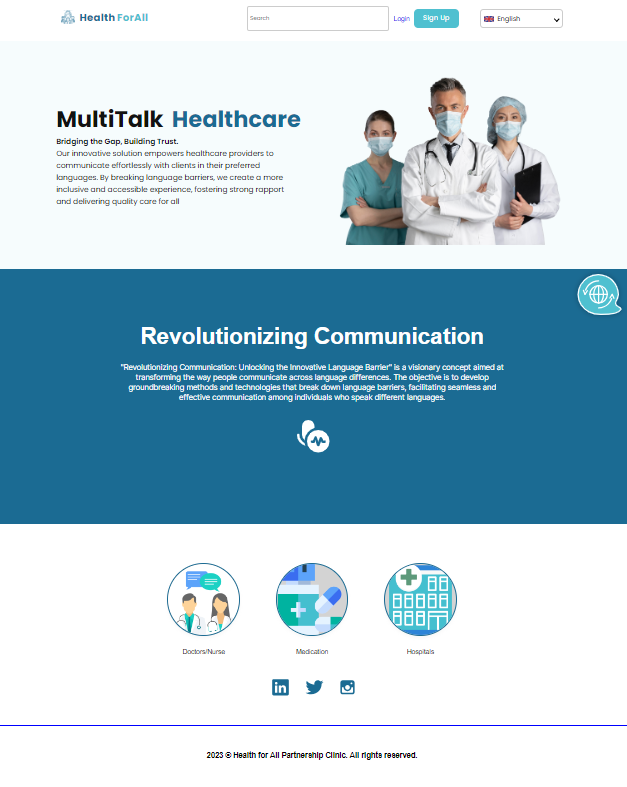 Health ForAll
Search
Login
Sign Up
English
MultiTalk Healthcare
Bridging the Gap, Building Trust.
Our innovative solution empowers healthcare providers to
communicate effortlessly with clients in their preferred
languages. By breaking language barriers, we create a more
inclusive and accessible experience, fostering strong rapport
and delivering quality care for all
Revolutionizing Communication
"Revolutionizing Communication: Unlocking the Innovative Language Barrier" is a visionary concept aimed at
transforming the way people communicate across language differences. The objective is to develop
groundbreaking methods and technologies that break down language barriers, facilitating seamless and
effective communication among individuals who speak different languages.
Doctors/Nurse
Medication
Hospitals
2023 © Health for All Partnership Clinic. All rights reserved.